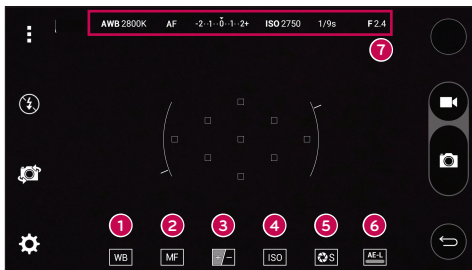 AWB 2800K AF -2··1··0··1··2+ ISO 2750 1/9s F 2.4
7
1 2 3 4 5 6
WB MF +/- ISO S AE-L